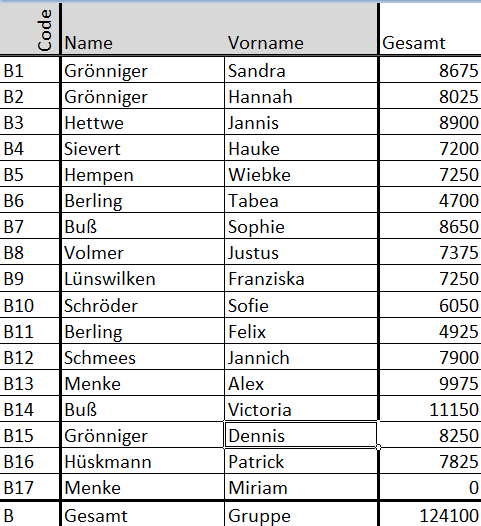 Code Name Vorname Gesamt
B1 Grönniger Sandra 8675
B2 Grönniger Hannah 8025
B3 Hettwe Jannis 8900
B4 Sievert Hauke 7200
B5 Hempen Wiebke 7250
B6 Berling Tabea 4700
B7 Buß Sophie 8650
B8 Volmer Justus 7375
B9 Lünswilken Franziska 7250
B10 Schröder Sofie 6050
B11 Berling Felix 4925
B12 Schmees Jannich 7900
B13 Menke Alex 9975
B14 Buß Victoria 11150
B15 Grönniger Dennis 8250
B16 Hüskmann Patrick 7825
B17 Menke Miriam 0
B Gesamt Gruppe 124100